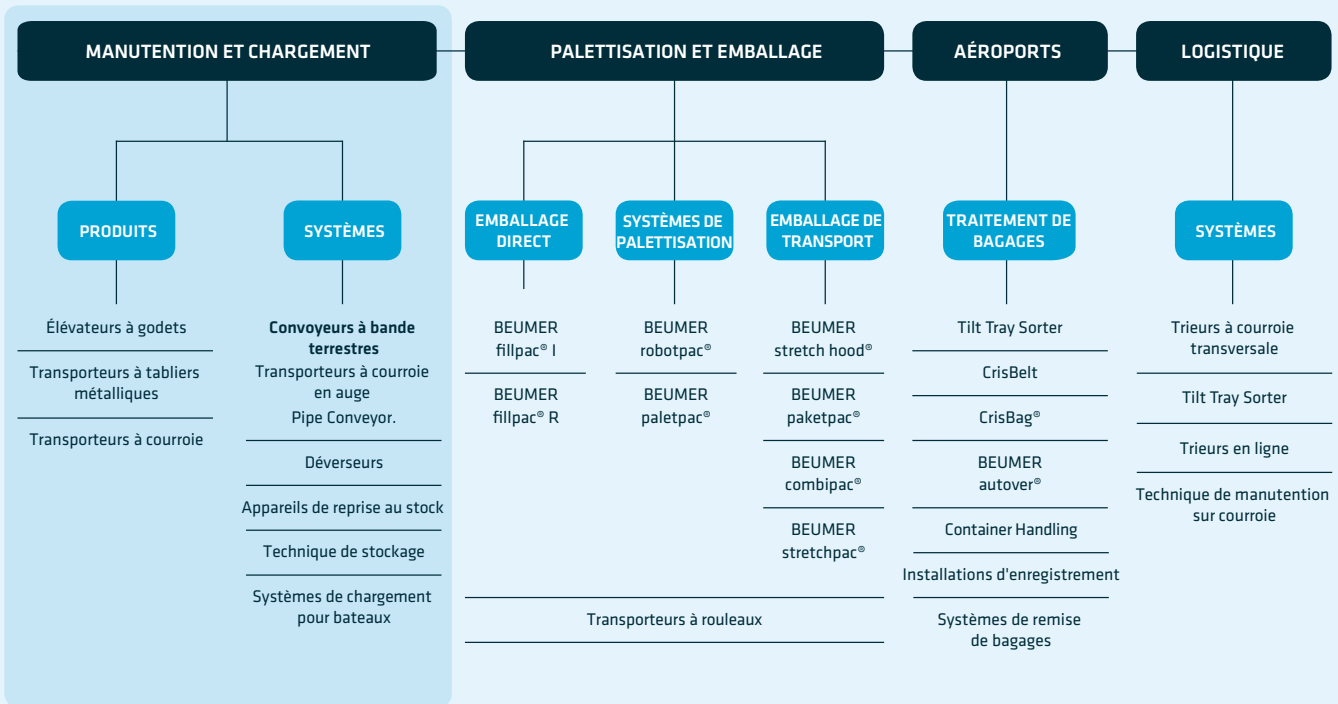 MANUTENTION ET CHARGEMENT
PALETTISATION ET EMBALLAGE
AÉROPORTS
LOGISTIQUE
PRODUITS
SYSTÈMES
EMBALLAGE
DIRECT
SYSTÈMES DE
PALETTISATION
EMBALLAGE DE
TRANSPORT
TRAITEMENT DE
BAGAGES
SYSTÈMES
Élévateurs à godets
Transporteurs à tabliers
métalliques
Transporteurs à courroie
Convoyeurs à bande
terrestres
Transporteurs à courroie
en auge
Pipe Conveyor.
Déverseurs
Appareils de reprise au stock
Technique de stockage
Systèmes de chargement
pour bateaux
BEUMER
fillpac® I
BEUMER
fillpac® R
BEUMER
robotpac®
BEUMER
paletpac®
BEUMER
stretch hood®
BEUMER
paketpac®
BEUMER
combipac®
BEUMER
stretchpac®
Transporteurs à rouleaux
Tilt Tray Sorter
CrisBelt
CrisBag®
BEUMER
autover®
Container Handling
Installations d'enregistrement
Systèmes de remise
de bagages
Trieurs à courroie
transversale
Tilt Tray Sorter
Trieurs en ligne
Technique de manutention
sur courroie